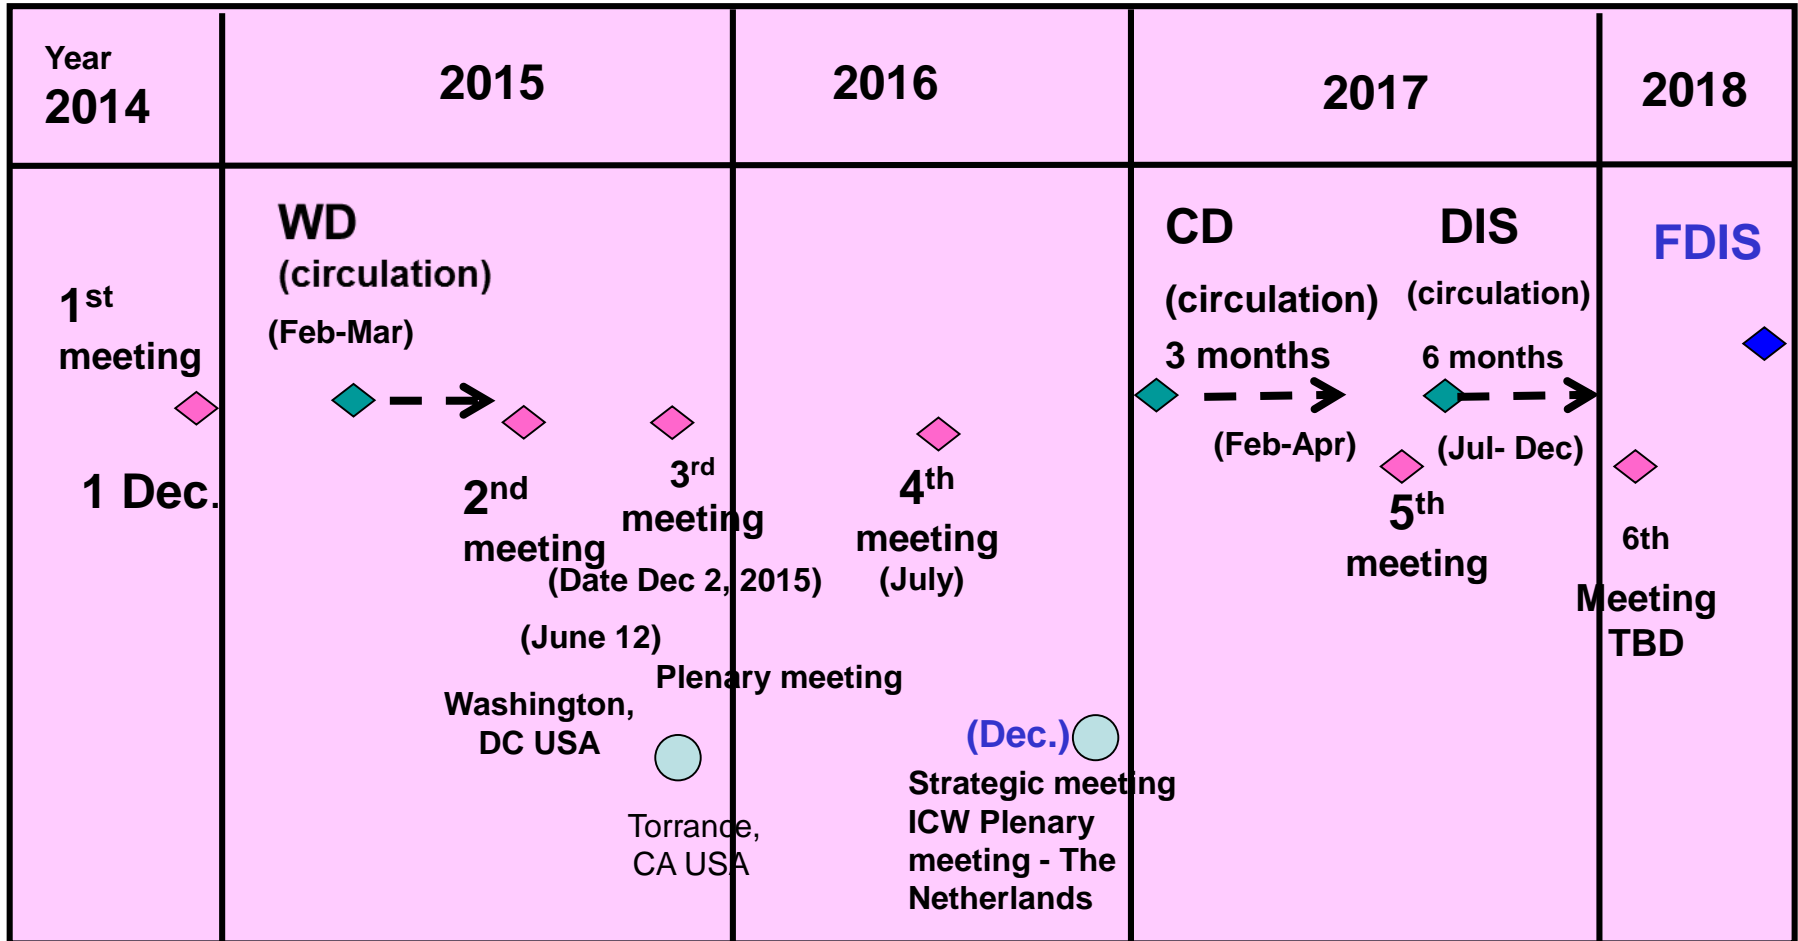 Year
2014
2015
2016
2017
2018
1st
meeting
1 Dec.
WD
(circulation)
(Feb-Mar)
2nd
meeting
(June 12)
Washington,
DC USA
3rd
meeting
(Date Dec 2, 2015)
Plenary meeting
Torrance,
CA USA
4th
meeting
(July)
(Dec.)
Strategic meeting
ICW Plenary
meeting - The
Netherlands
CD
(circulation)
3 months
(Feb-Apr)
5th
meeting
DIS
(circulation)
6 months
(Jul- Dec)
FDIS
6th
Meeting
TBD